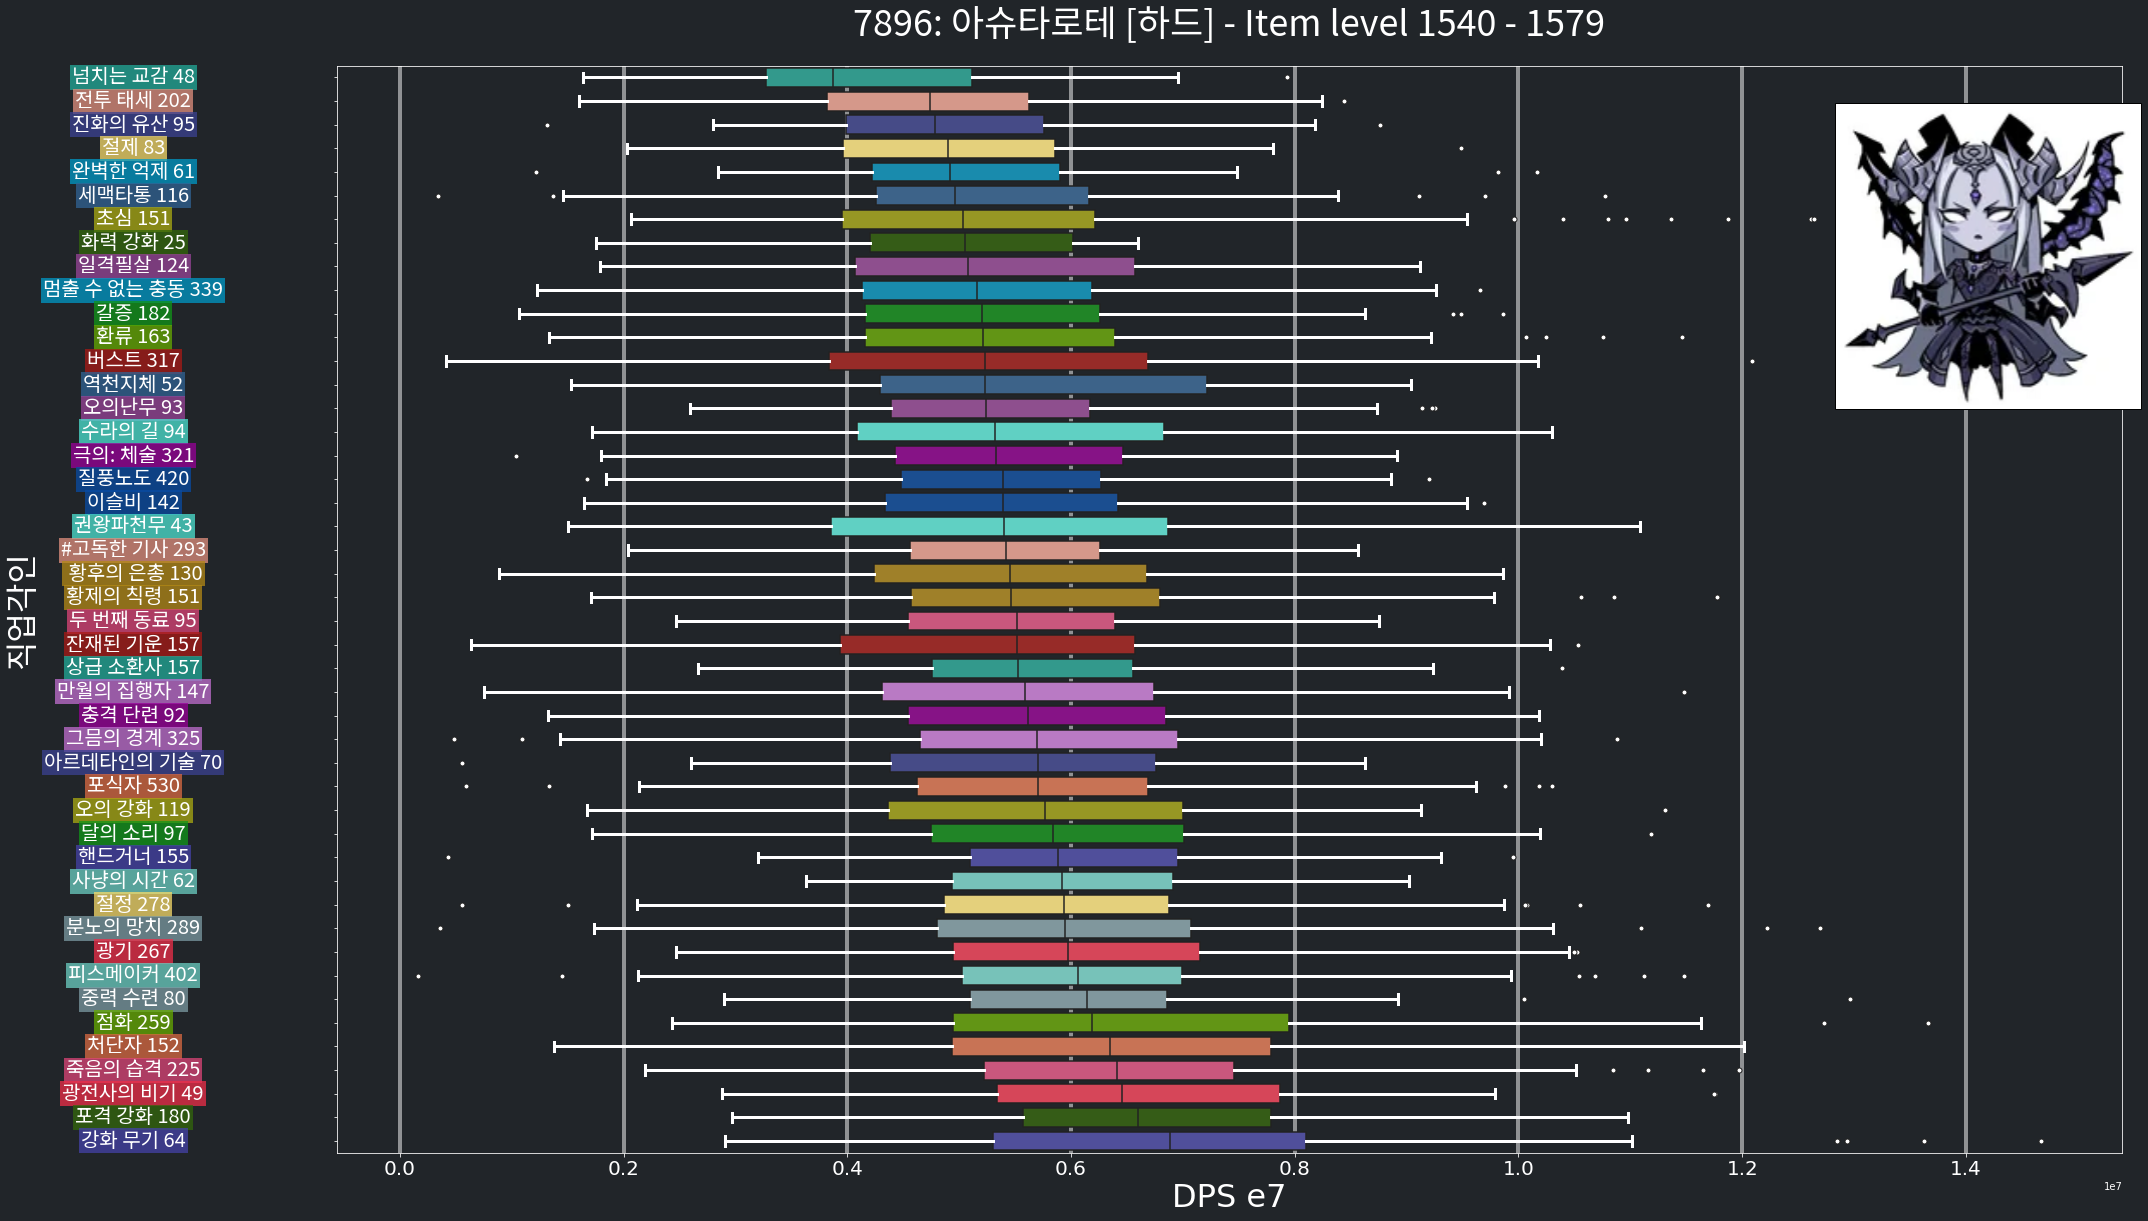 7896: 아슈타로테 [하드] - Item level 1540 - 1579
넘치는 교감 48
전투 태세 202
진화의 유산 95
절제 83
완벽한 억제 61
세맥타통 116
초심 151
화력 강화 25
일격필살 124
멈출 수 없는 충동 339
갈증 182
환류 163
버스트 317
역천지체 52
오의난무 93
수라의 길 94
극의: 체술 321
질풍노도 420
이슬비 142
권왕파천무 43
#고독한 기사 293
황후의 은총 130
황제의 칙령 151
두 번째 동료 95
잔재된 기운 157
상급 소환사 157
만월의 집행자 147
충격 단련 92
그믐의 경계 325
아르데타인의 기술 70
포식자 530
오의 강화 119
달의 소리 97
핸드거너 155
사냥의 시간 62
절정 278
분노의 망치 289
광기 267
피스메이커 402
중력 수련 80
점화 259
처단자 152
죽음의 습격 225
광전사의 비기 49
포격 강화 180
강화 무기 64
직업각인
0.0 0.2 0.4 0.6 0.8 1.0 1.2 1.4
1e7
DPS e7